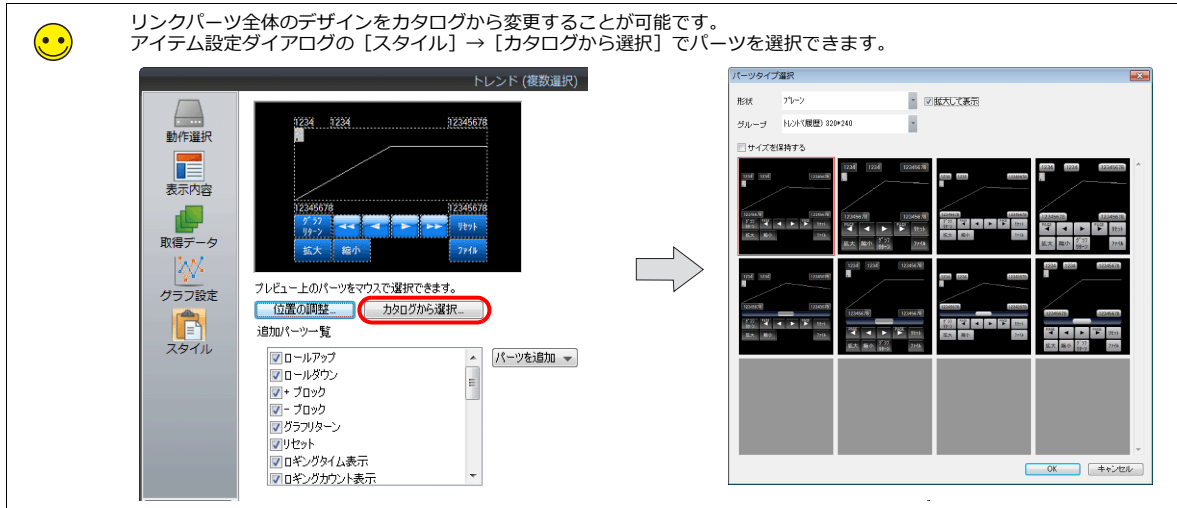 リンクパーツ全体のデザインをカタログから変更することが可能です。
アイテム設定ダイアログの［スタイル］→［カタログから選択］でパーツを選択できます。
トレンド (複数選択)
動作選択
表示内容
取得データ
グラフ設定
スタイル
1234 1234 12345678
12345678 12345678
グラフ
リターン
リセット
拡大 縮小 ファイル
プレビュー上のパーツをマウスで選択できます。
位置の調整... カタログから選択...
追加パーツ一覧
ロールアップ
ロールダウン
+ ブロック
- ブロック
グラフリターン
リセット
ロギングタイム表示
ロギングカウント表示
パーツを追加
パーツタイプ選択
形状 プレーン 拡大して表示
グループ トレンド(履歴) 320*240
サイズを保持する
OK キャンセル